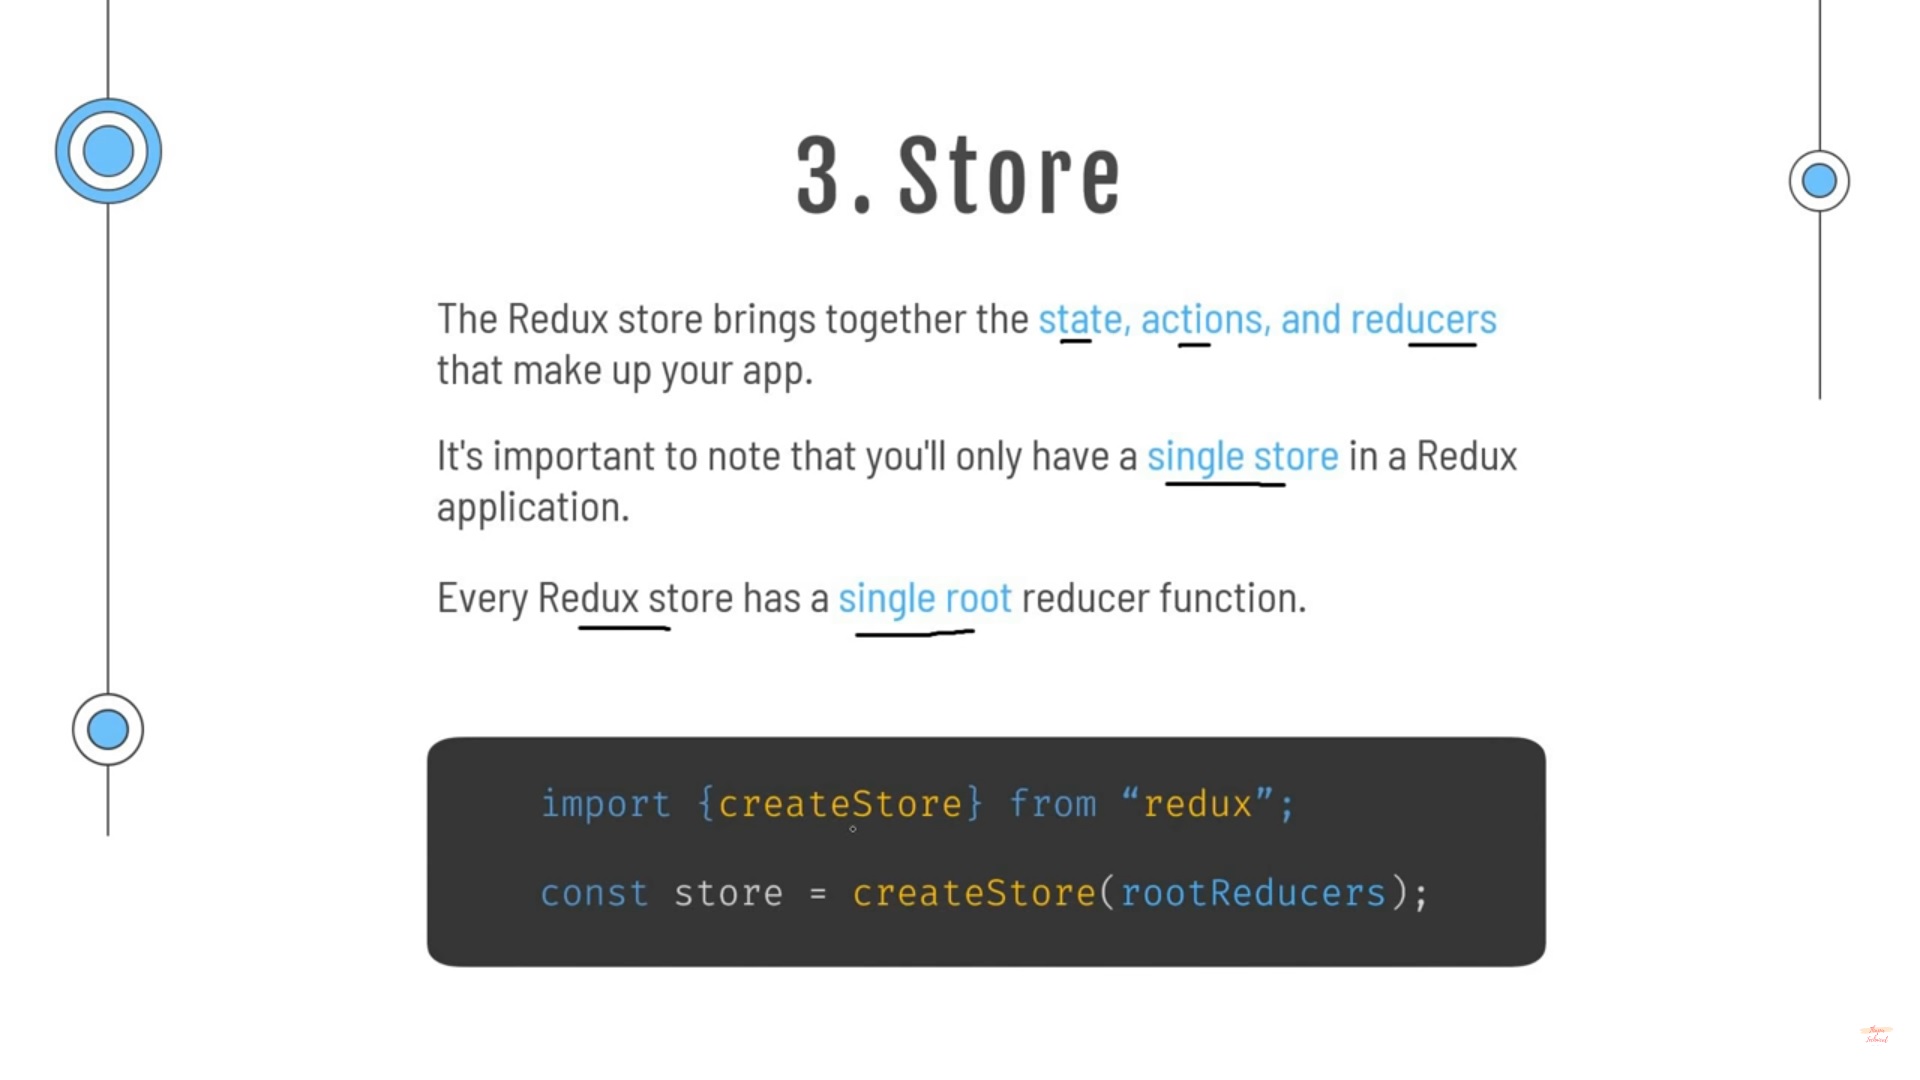 3. Store
The Redux store brings together the state, actions, and reducers
that make up your app.
It's important to note that you'll only have a single store in a Redux
application.
Every Redux store has a single root reducer function.
import {createStore} from “redux”;
const store = createStore(rootReducers);